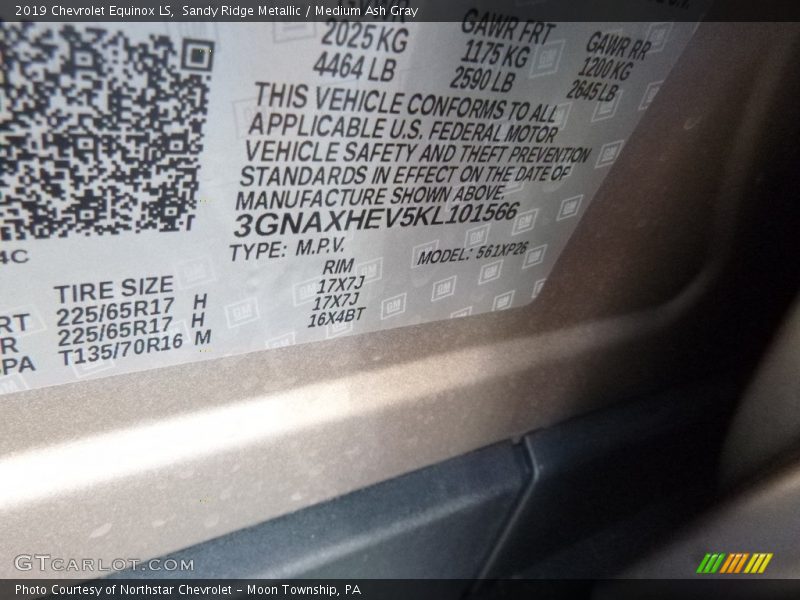 2019 Chevrolet Equinox LS, Sandy Ridge Metallic / Medium Ash Gray
GAWR FRT
GAWR RR
2025 KG
1175 KG
1200 KG
4464 LB
2590 LB
2645 LB
THIS VEHICLE CONFORMS TO ALL
APPLICABLE U.S. FEDERAL MOTOR
VEHICLE SAFETY AND THEFT PREVENTION
STANDARDS IN EFFECT ON THE DATE OF
MANUFACTURE SHOWN ABOVE.
3GNAXHEV5KL101566
TYPE: M.P.V.
MODEL: 561XP26
4C
TIRE SIZE
RIM
RT 225/65R17 H 17X7J
R 225/65R17 H 17X7J
PA T135/70R16 M 16X4BT
GTCARLOT.COM
Photo Courtesy of Northstar Chevrolet – Moon Township, PA